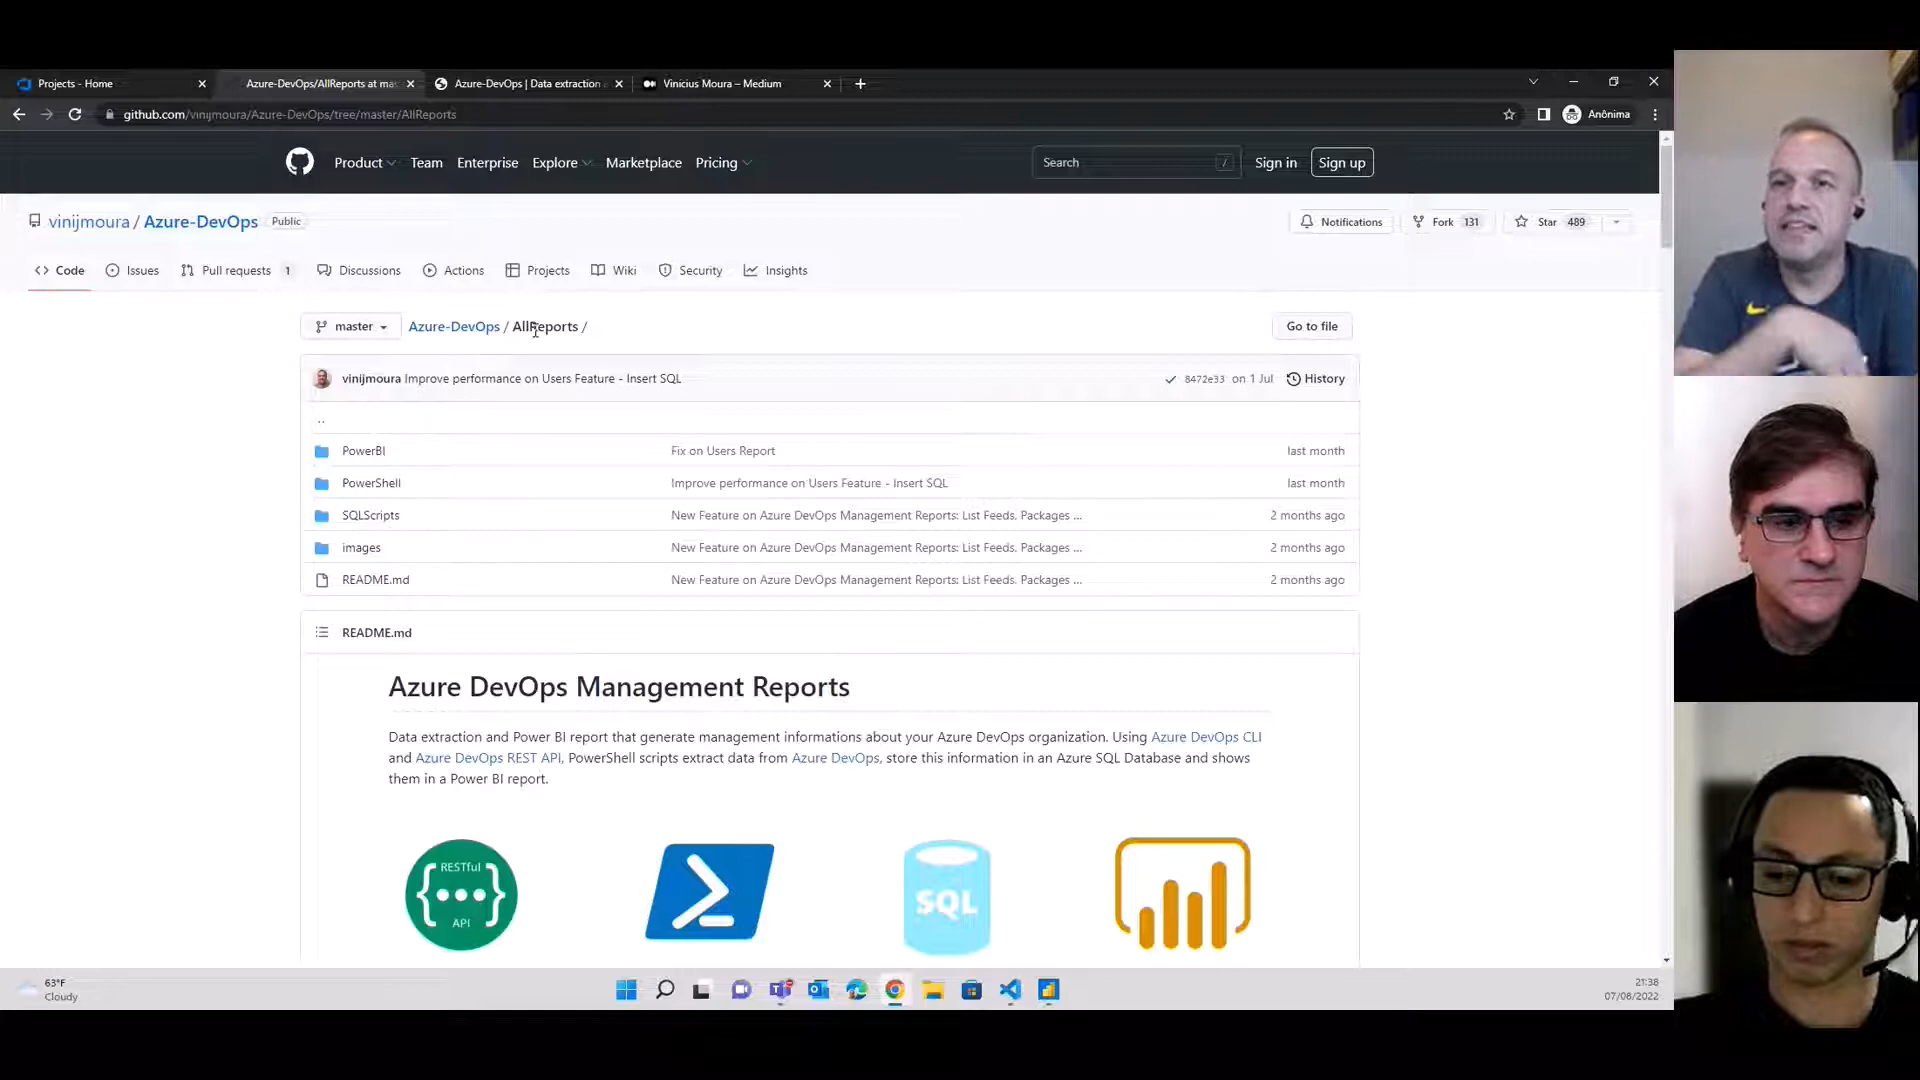 Projects - Home
Azure-DevOps/AllReports at mas
Azure-DevOps | Data extraction
Vinicius Moura – Medium
github.com/vinijmoura/Azure-DevOps/tree/master/AllReports
Anônima
Product
Team
Enterprise
Explore
Marketplace
Pricing
Search
/
Sign in
Sign up
vinijmoura / Azure-DevOps
Public
Notifications
Fork 131
Star 489
Code
Issues
Pull requests 1
Discussions
Actions
Projects
Wiki
Security
Insights
master
Azure-DevOps / AllReports /
Go to file
vinijmoura Improve performance on Users Feature - Insert SQL
8472e33 on 1 Jul
History
..
PowerBI Fix on Users Report last month
PowerShell Improve performance on Users Feature - Insert SQL last month
SQLScripts New Feature on Azure DevOps Management Reports: List Feeds, Packages ... 2 months ago
images New Feature on Azure DevOps Management Reports: List Feeds, Packages ... 2 months ago
README.md New Feature on Azure DevOps Management Reports: List Feeds, Packages ... 2 months ago
README.md
Azure DevOps Management Reports
Data extraction and Power BI report that generate management informations about your Azure DevOps organization. Using Azure DevOps CLI
and Azure DevOps REST API, PowerShell scripts extract data from Azure DevOps, store this information in an Azure SQL Database and shows
them in a Power BI report.
RESTful
{...}
API
SQL
63°F
Cloudy
21:38
07/08/2022